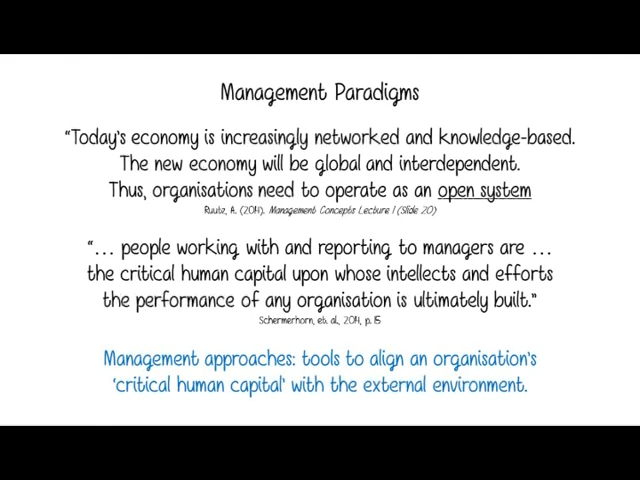 Management Paradigms
“Today's economy is increasingly networked and knowledge-based.
The new economy will be global and interdependent.
Thus, organisations need to operate as an open system
Ruutz, A. (2014). Management Concepts Lecture 1 (Slide 20)
“… people working with and reporting to managers are …
the critical human capital upon whose intellects and efforts
the performance of any organisation is ultimately built.”
Schermerhorn, et. al., 2014, p. 15
Management approaches: tools to align an organisation's
‘critical human capital’ with the external environment.